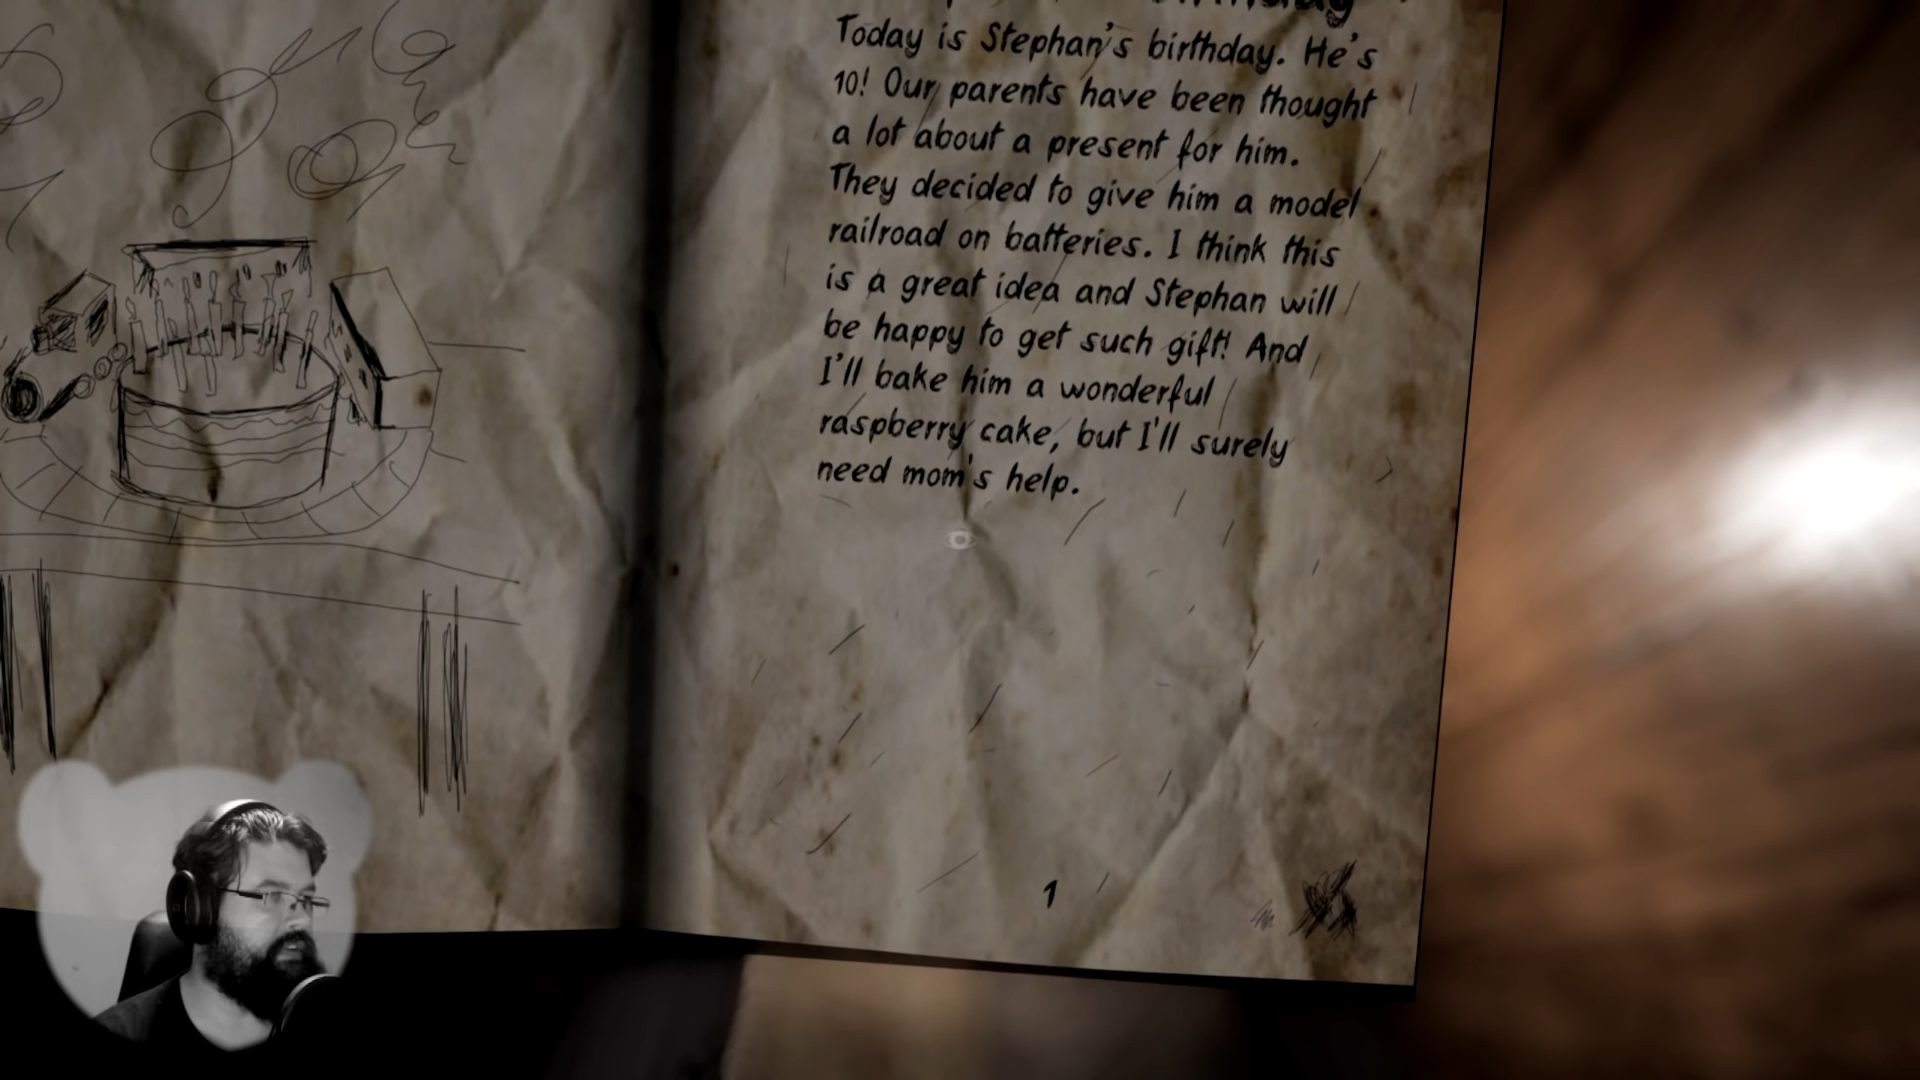 Today is Stephan's birthday. He's
10! Our parents have been thought
a lot about a present for him.
They decided to give him a model
railroad on batteries. I think this
is a great idea and Stephan will
be happy to get such gift! And
I'll bake him a wonderful
raspberry cake, but I'll surely
need mom's help.
1